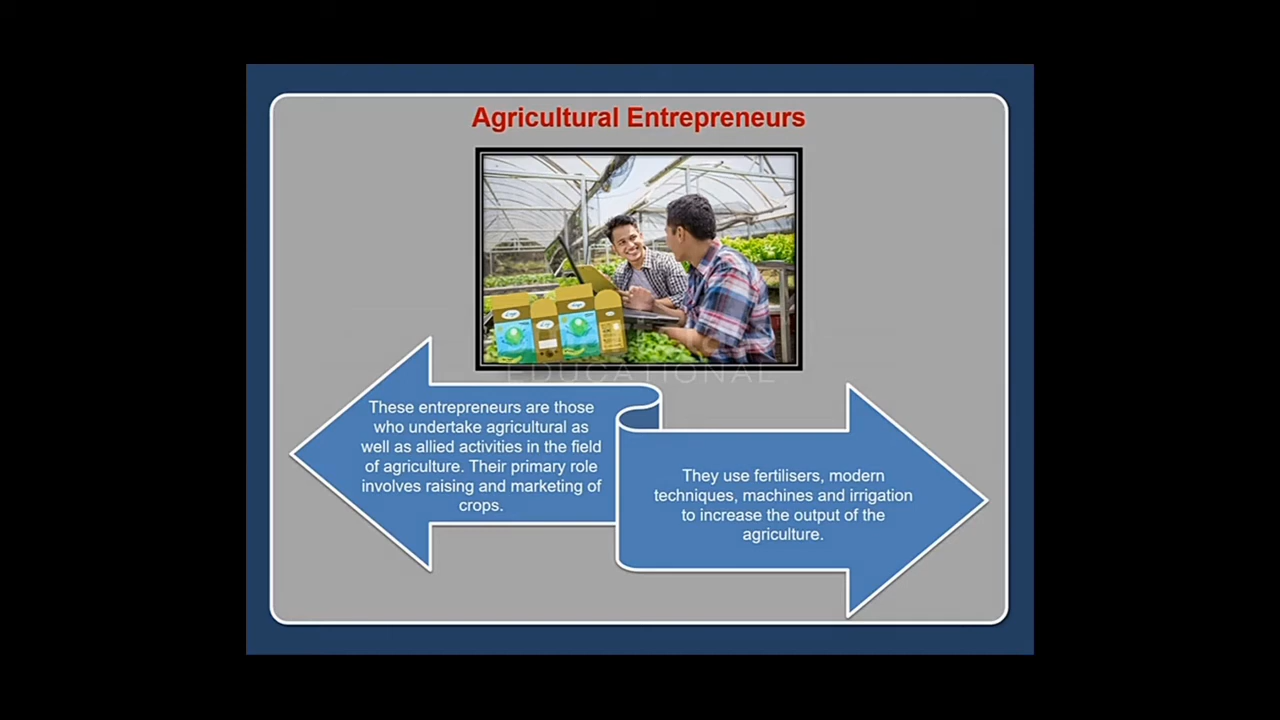 Agricultural Entrepreneurs
EDUCATIONAL
These entrepreneurs are those
who undertake agricultural as
well as allied activities in the field
of agriculture. Their primary role
involves raising and marketing of
crops.
They use fertilisers, modern
techniques, machines and irrigation
to increase the output of the
agriculture.